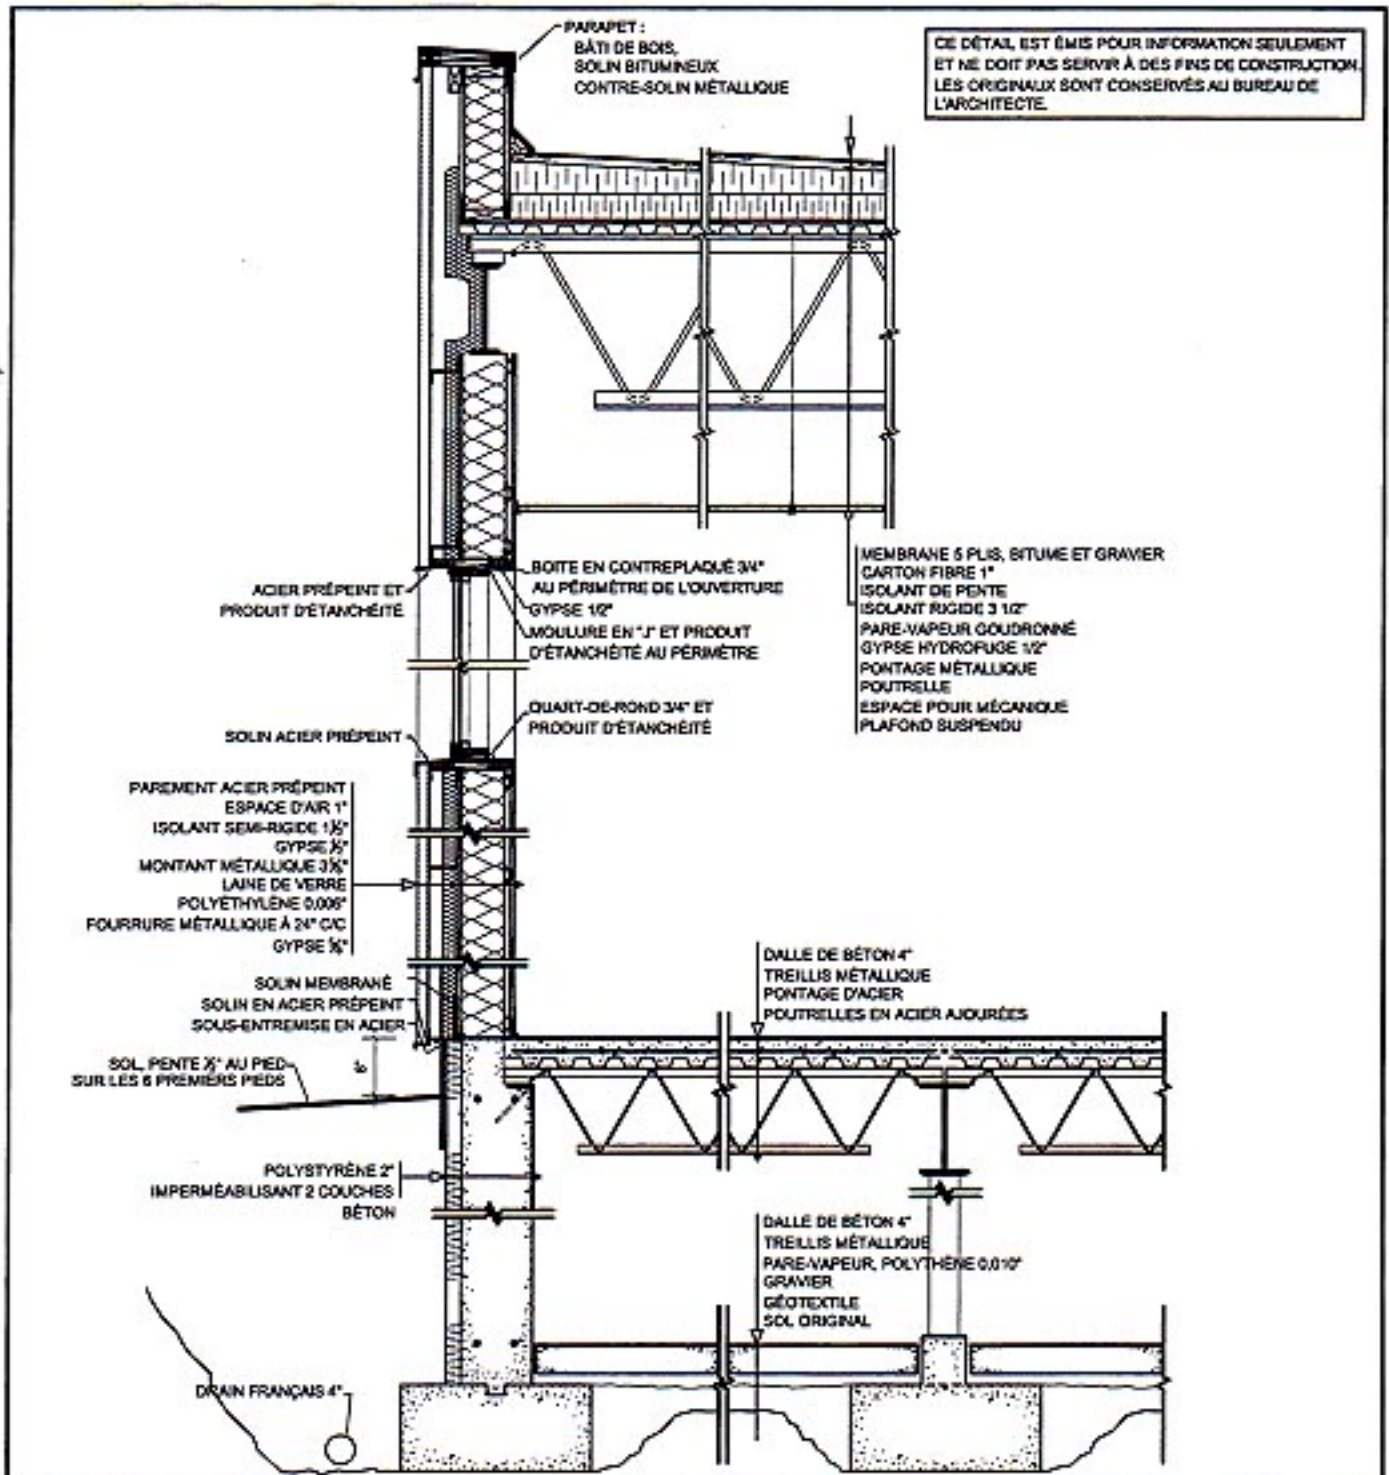 PARAPET :
BÂTI DE BOIS,
SOLIN BITUMINEUX
CONTRE-SOLIN MÉTALLIQUE
CE DÉTAIL EST ÉMIS POUR INFORMATION SEULEMENT
ET NE DOIT PAS SERVIR À DES FINS DE CONSTRUCTION.
LES ORIGINAUX SONT CONSERVÉS AU BUREAU DE
L'ARCHITECTE.
ACIER PRÉPEINT ET
PRODUIT D'ÉTANCHÉITÉ
BOITE EN CONTREPLAQUÉ 3/4"
AU PÉRIMÈTRE DE L'OUVERTURE
GYPSE 1/2"
MOULURE EN "J" ET PRODUIT
D'ÉTANCHÉITÉ AU PÉRIMÈTRE
MEMBRANE 5 PLIS, BITUME ET GRAVIER
CARTON FIBRE 1"
ISOLANT DE PENTE
ISOLANT RIGIDE 3 1/2"
PARE-VAPEUR GOUDRONNÉ
GYPSE HYDROFUGE 1/2"
PONTAGE MÉTALLIQUE
POUTRELLE
ESPACE POUR MÉCANIQUE
PLAFOND SUSPENDU
QUART-DE-ROND 3/4" ET
PRODUIT D'ÉTANCHÉITÉ
SOLIN ACIER PRÉPEINT
PAREMENT ACIER PRÉPEINT
ESPACE D'AIR 1"
ISOLANT SEMI-RIGIDE 1½"
GYPSE ½"
MONTANT MÉTALLIQUE
LAINE DE VERRE
POLYÉTHYLÈNE 0,006"
FOURRURE MÉTALLIQUE À 24" C/C
GYPSE
SOLIN MEMBRANÉ
SOLIN EN ACIER PRÉPEINT
SOUS-ENTREMISE EN ACIER
SOL, PENTE ½" AU PIED
SUR LES 6 PREMIERS PIEDS
DALLE DE BÉTON 4"
TREILLIS MÉTALLIQUE
PONTAGE D'ACIER
POUTRELLES EN ACIER AJOURÉES
POLYSTYRÈNE 2"
IMPERMÉABILISANT 2 COUCHES
BÉTON
DALLE DE BÉTON 4"
TREILLIS MÉTALLIQUE
PARE-VAPEUR, POLYTHÈNE 0,010"
GRAVIER
GÉOTEXTILE
SOL ORIGINAL
DRAIN FRANÇAIS 4"